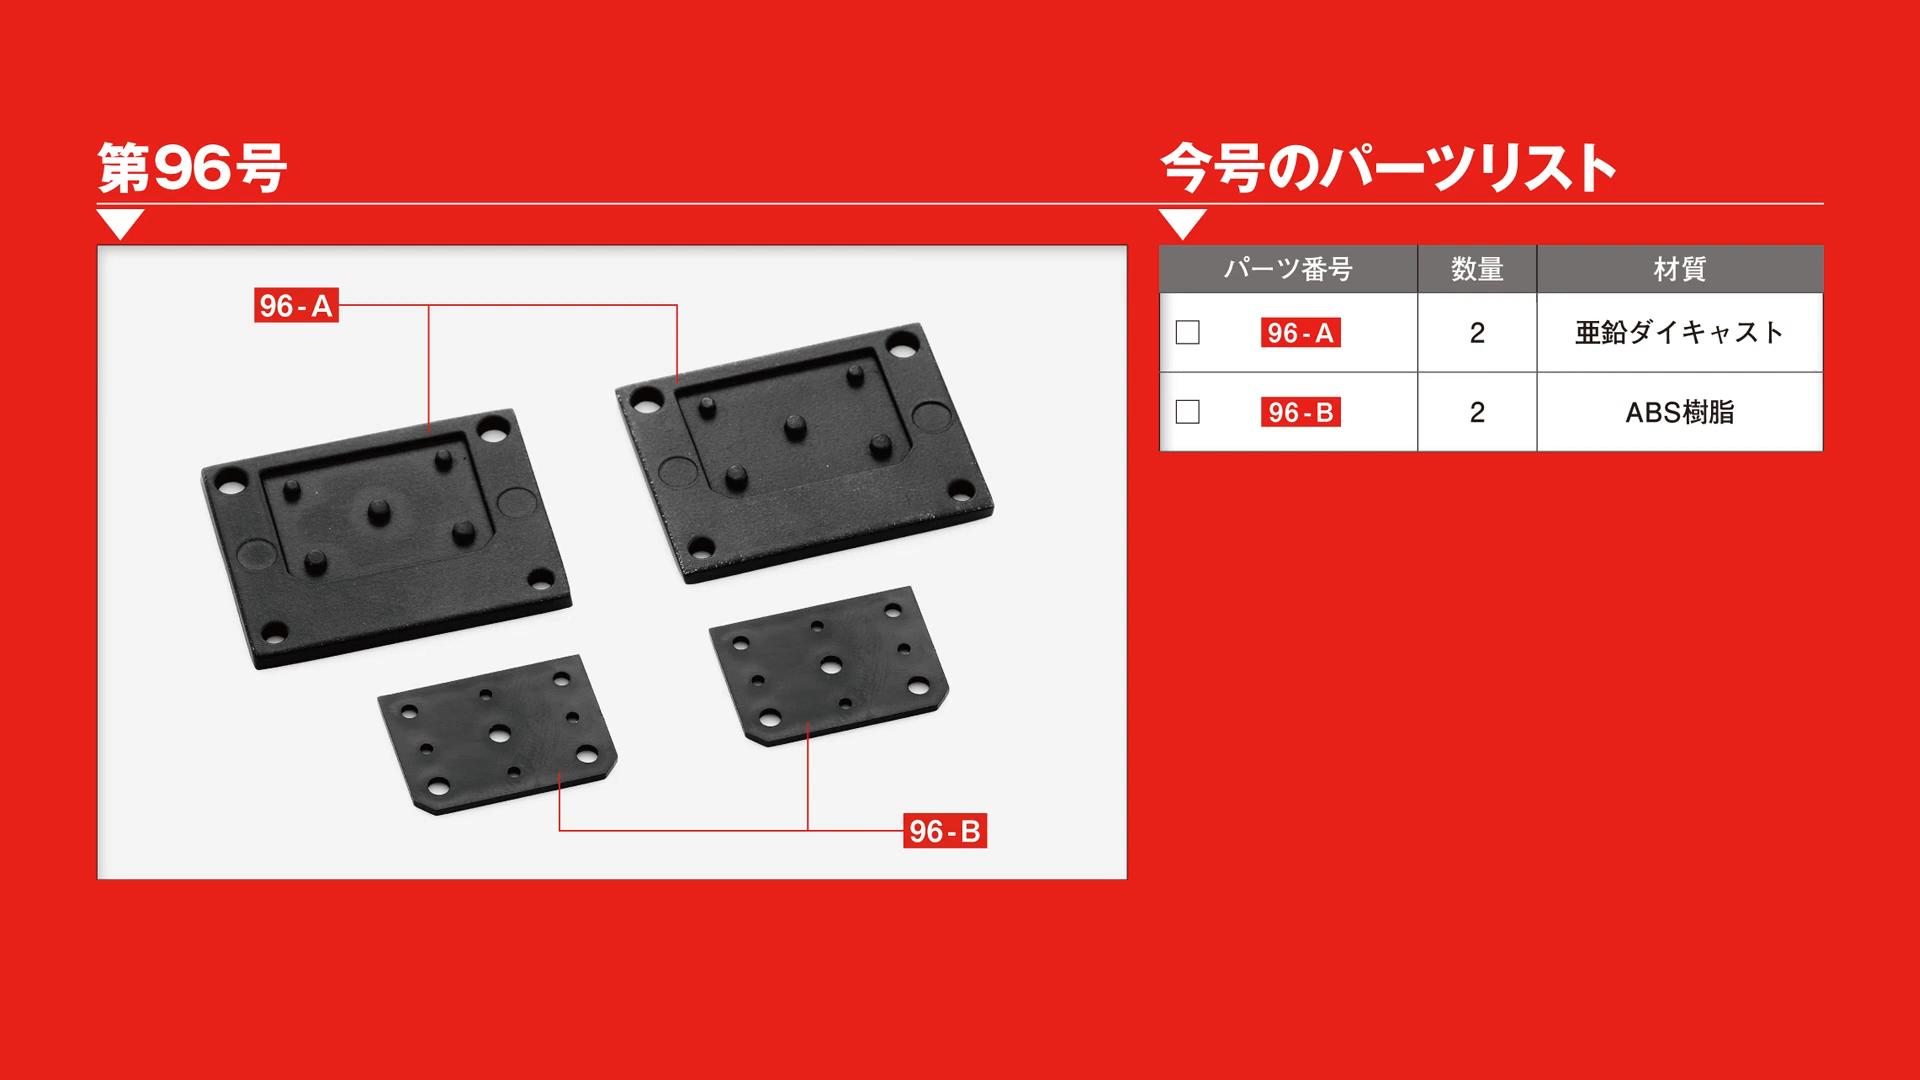 第96号
96-A
96-B
今号のパーツリスト
パーツ番号 数量 材質
96-A 2 亜鉛ダイキャスト
96-B 2 ABS樹脂